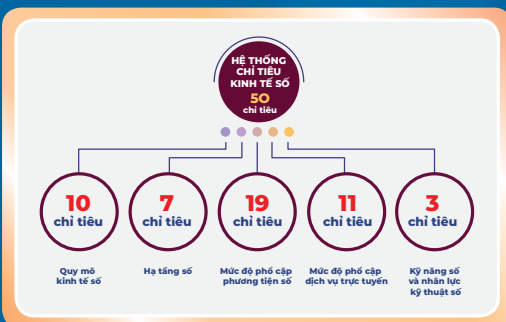 HỆ THỐNG
CHỈ TIÊU
KINH TẾ SỐ
50
chỉ tiêu
10
chỉ tiêu
7
chỉ tiêu
19
chỉ tiêu
11
chỉ tiêu
3
chỉ tiêu
Quy mô
kinh tế số
Hạ tầng số
Mức độ phổ cập
phương tiện số
Mức độ phổ cập
dịch vụ trực tuyến
Kỹ năng số
và nhân lực
kỹ thuật số